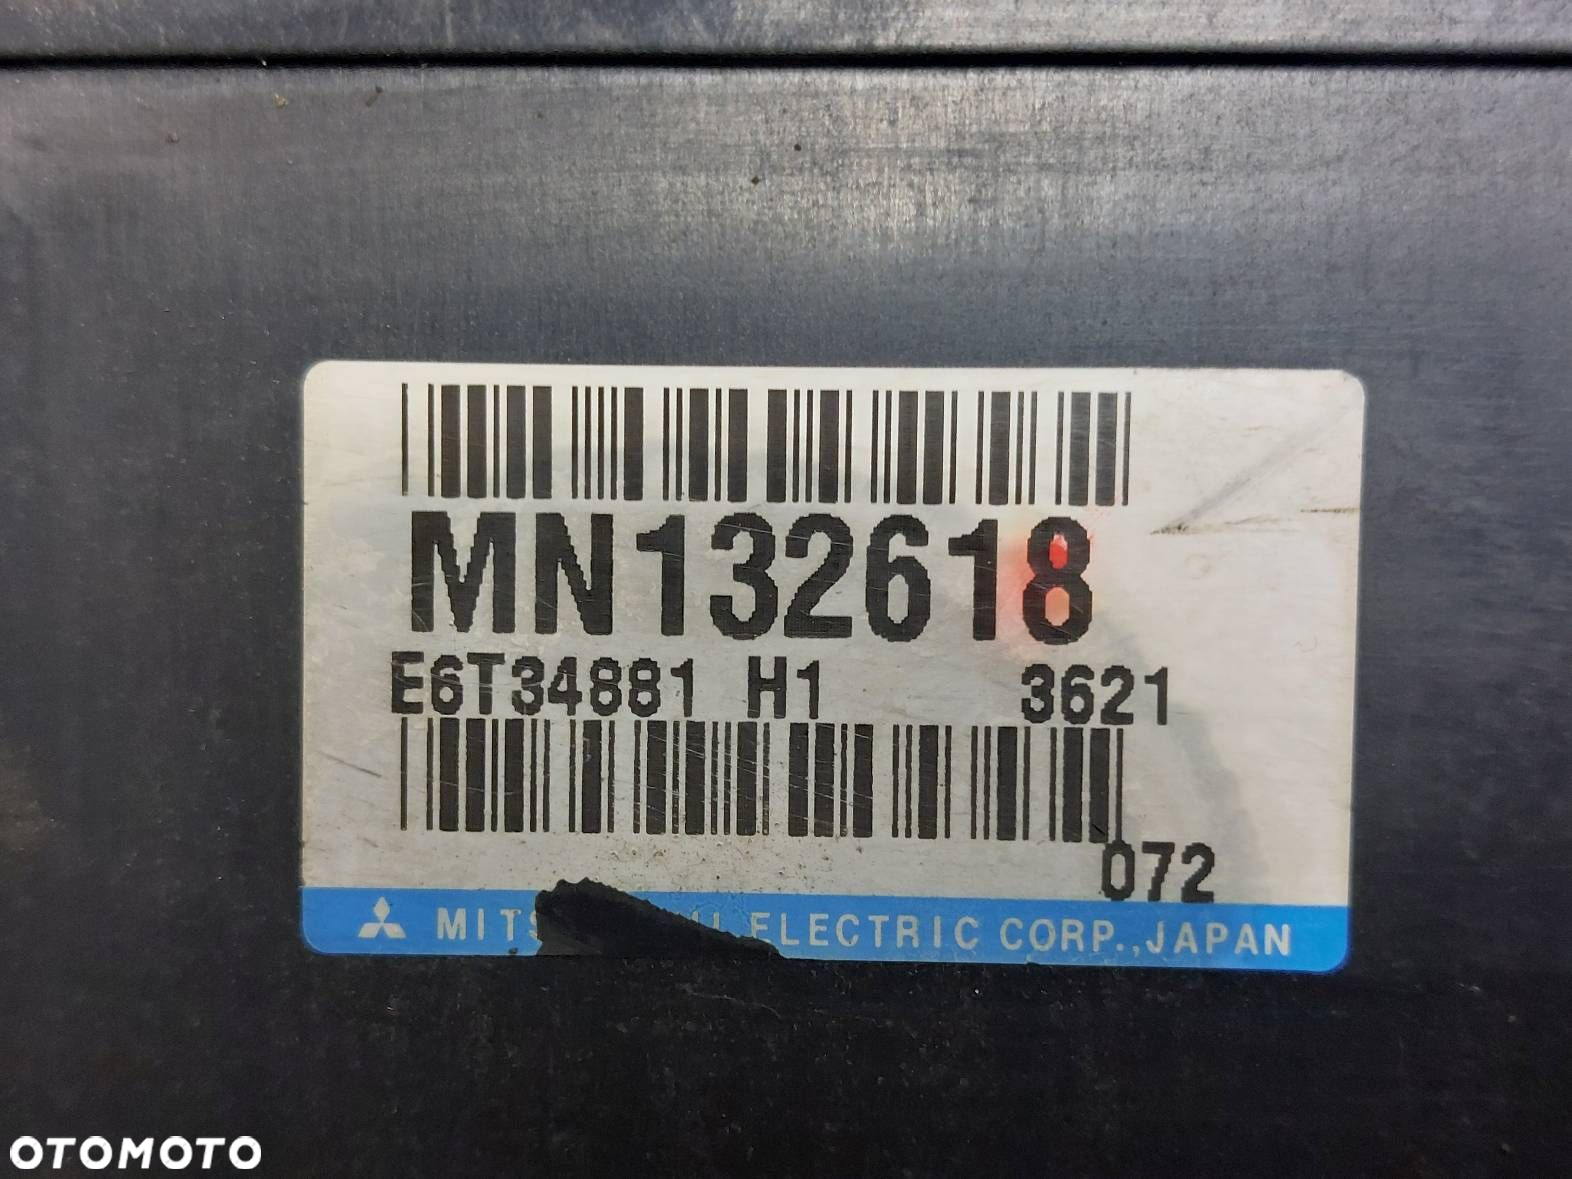 MN132618
E6T34881 H1 3621
072
ELECTRIC CORP., JAPAN
OTOMOTO